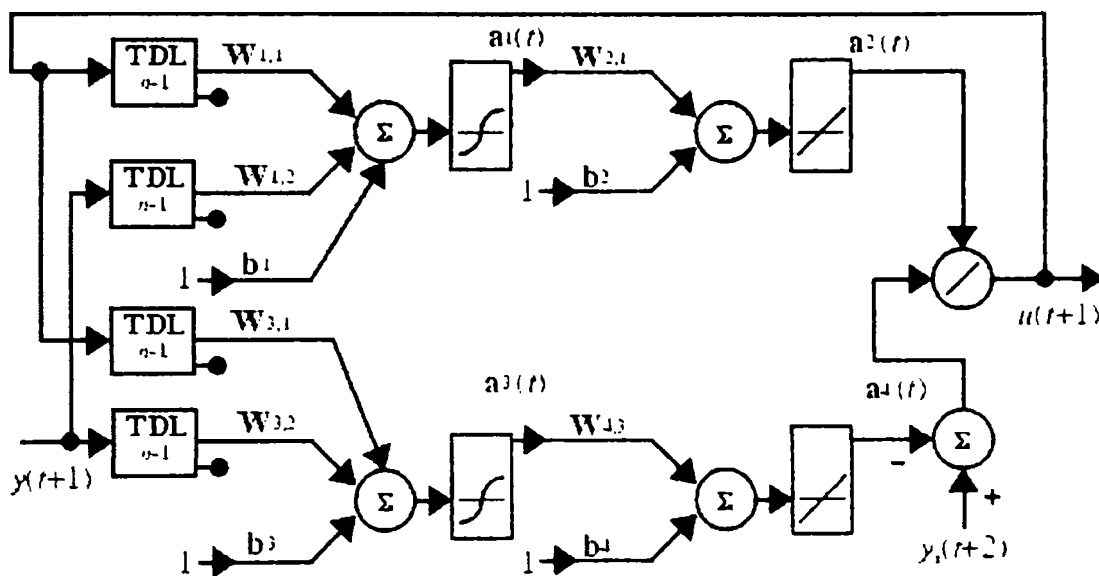 TDL W1,1 a1(t) W2,1 a2(t)
n-1
Σ Σ
TDL W1,2
n-1 1 b2
1 b1
u(t+1)
TDL W3,1
n-1
a3(t) a4(t)
TDL W3,2 W4,3
n-1 Σ
y(t+1) -
Σ Σ +
1 b3 1 b4 yr(t+2)